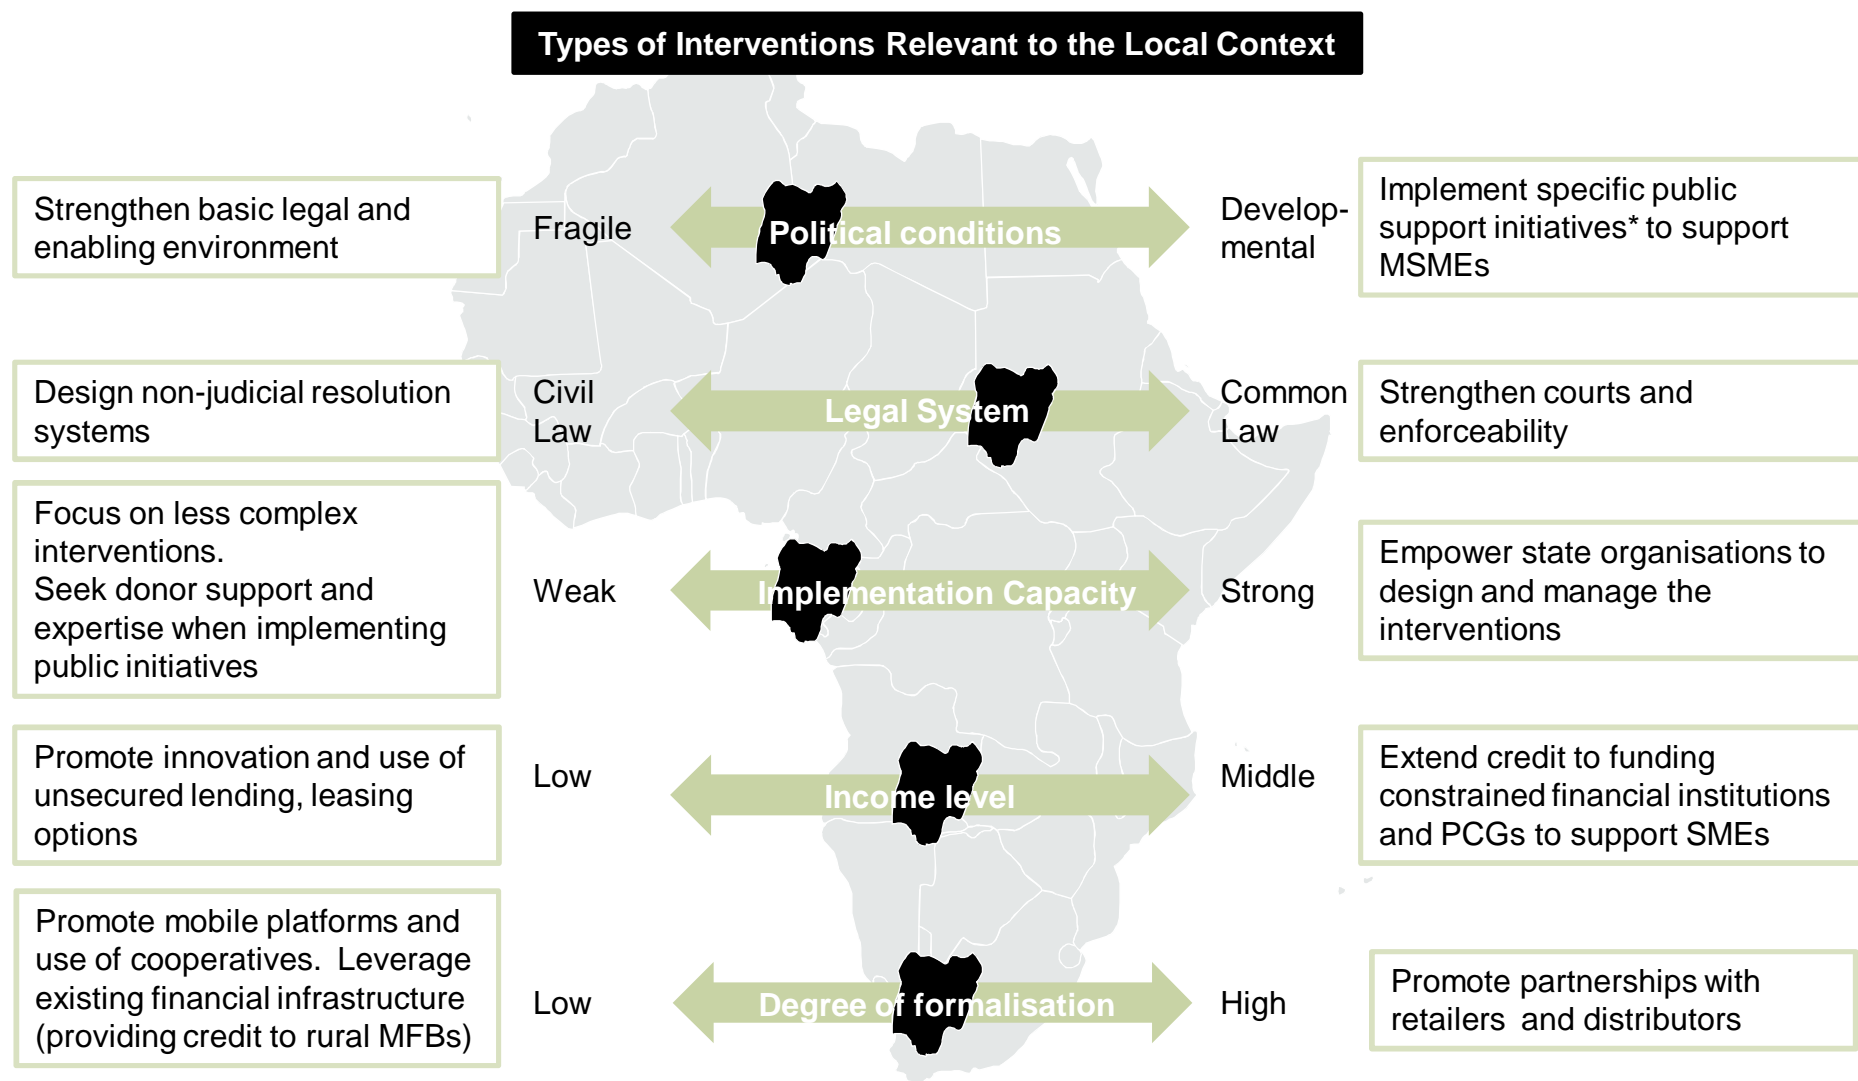 Types of Interventions Relevant to the Local Context
Strengthen basic legal and
enabling environment
Fragile
Political conditions
Develop-
mental
Implement specific public
support initiatives* to support
MSMEs
Design non-judicial resolution
systems
Civil
Law
Legal System
Common
Law
Strengthen courts and
enforceability
Focus on less complex
interventions.
Seek donor support and
expertise when implementing
public initiatives
Weak
Implementation Capacity
Strong
Empower state organisations to
design and manage the
interventions
Promote innovation and use of
unsecured lending, leasing
options
Low
Income level
Middle
Extend credit to funding
constrained financial institutions
and PCGs to support SMEs
Promote mobile platforms and
use of cooperatives. Leverage
existing financial infrastructure
(providing credit to rural MFBs)
Low
Degree of formalisation
High
Promote partnerships with
retailers and distributors